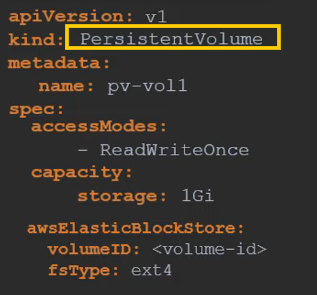 apiVersion: v1
kind: PersistentVolume
metadata:
name: pv-vol1
spec:
accessModes:
- ReadWriteOnce
capacity:
storage: 1Gi
awsElasticBlockStore:
volumeID: <volume-id>
fsType: ext4